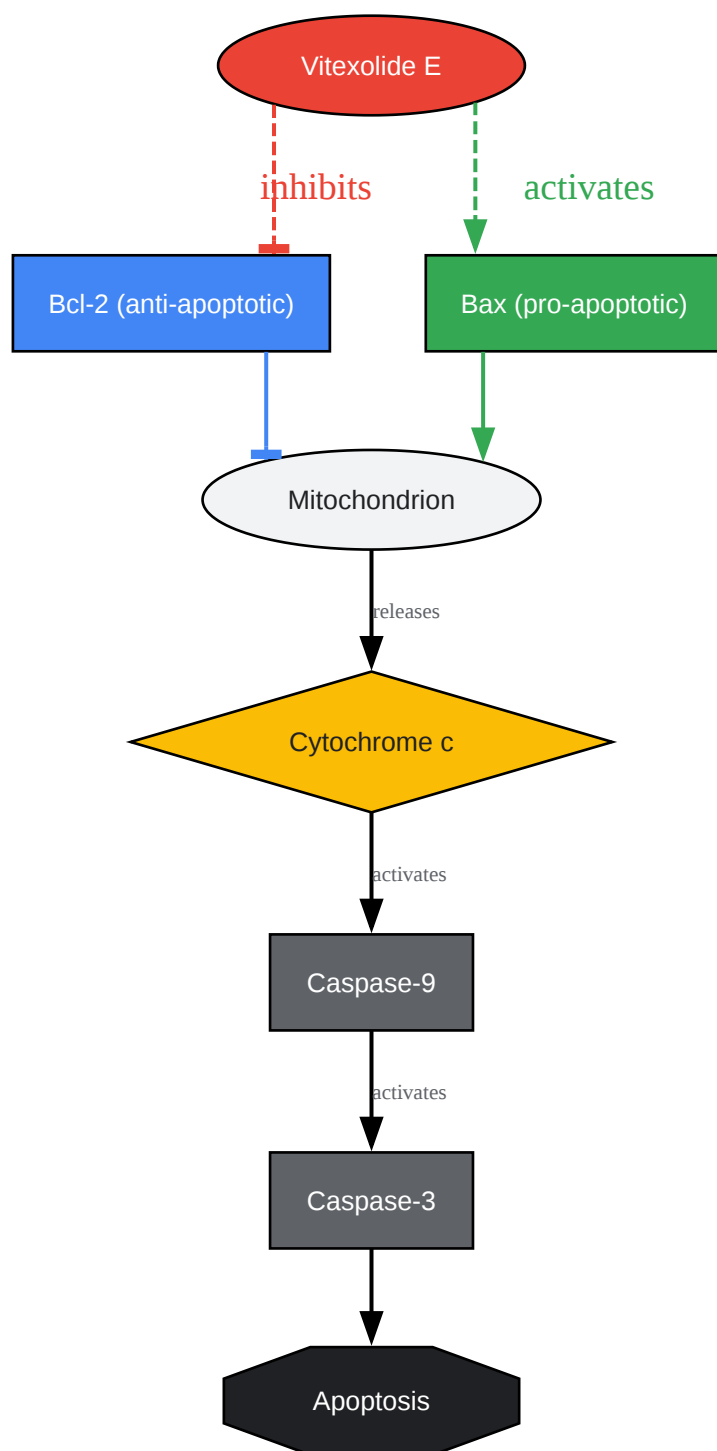 Vitexolide E
inhibits
activates
Bcl-2 (anti-apoptotic)
Bax (pro-apoptotic)
Mitochondrion
releases
Cytochrome c
activates
Caspase-9
activates
Caspase-3
Apoptosis